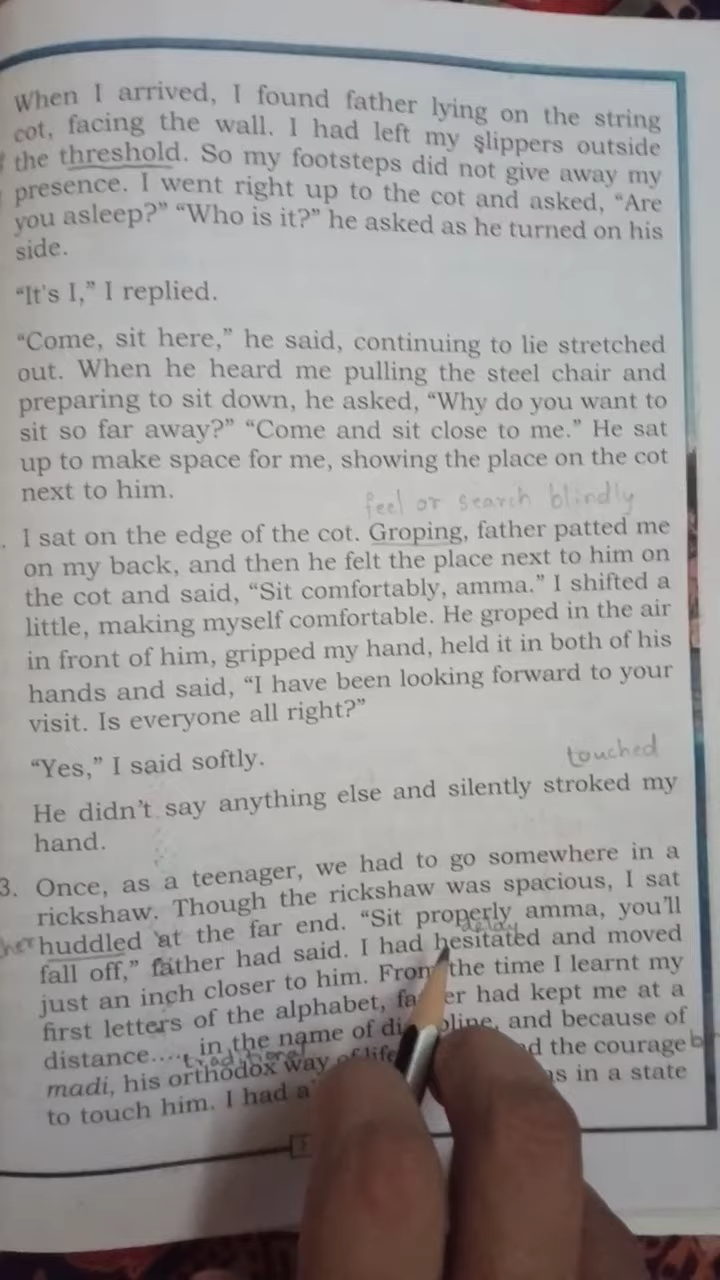 When I arrived, I found father lying on the string
cot, facing the wall. I had left my slippers outside
the threshold. So my footsteps did not give away my
presence. I went right up to the cot and asked, “Are
you asleep?” “Who is it?” he asked as he turned on his
side.
“It's I,” I replied.
“Come, sit here,” he said, continuing to lie stretched
out. When he heard me pulling the steel chair and
preparing to sit down, he asked, “Why do you want to
sit so far away?” “Come and sit close to me.” He sat
up to make space for me, showing the place on the cot
next to him.
feel or search blindly
I sat on the edge of the cot. Groping, father patted me
on my back, and then he felt the place next to him on
the cot and said, “Sit comfortably, amma.” I shifted a
little, making myself comfortable. He groped in the air
in front of him, gripped my hand, held it in both of his
hands and said, “I have been looking forward to your
visit. Is everyone all right?”
“Yes,” I said softly.
touched
He didn’t say anything else and silently stroked my
hand.
3. Once, as a teenager, we had to go somewhere in a
rickshaw. Though the rickshaw was spacious, I sat
huddled at the far end. “Sit properly amma, you’ll
delay
fall off,” father had said. I had hesitated and moved
just an inch closer to him. From the time I learnt my
first letters of the alphabet, had kept me at a
distance.... in the name of and because of
traditional
madi, his orthodox way of life the courage
to touch him. I had in a state